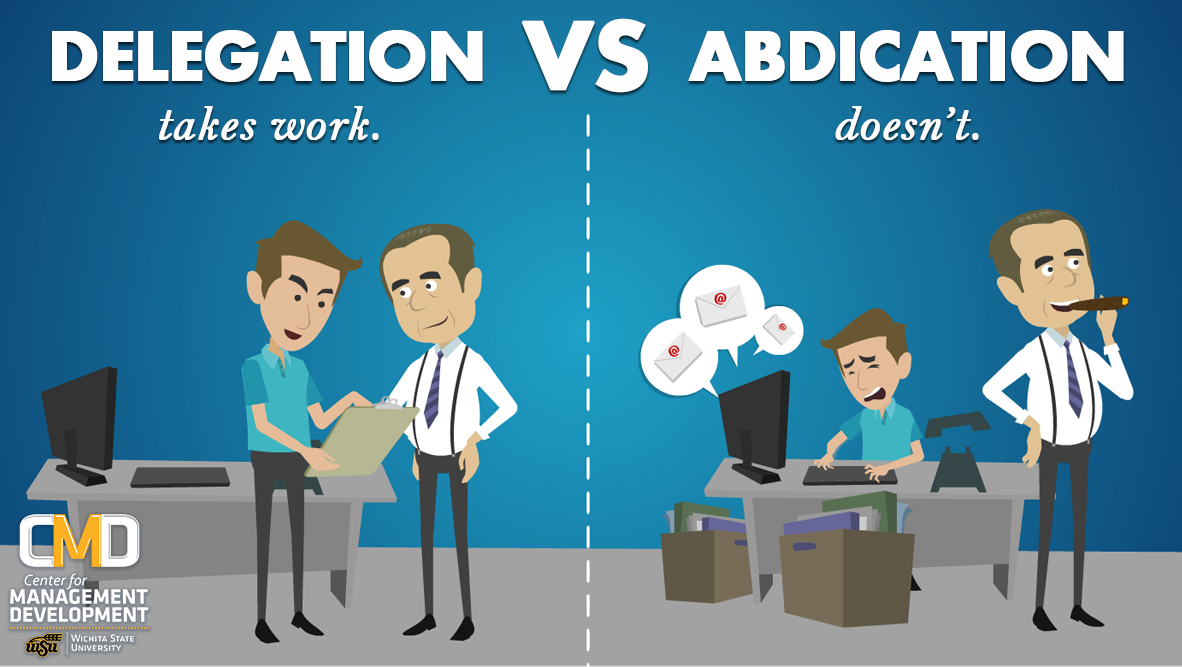 DELEGATION VS ABDICATION
takes work.
doesn't.
@
@
@
CMD
Center for
MANAGEMENT
DEVELOPMENT
WSU
WICHITA STATE
UNIVERSITY